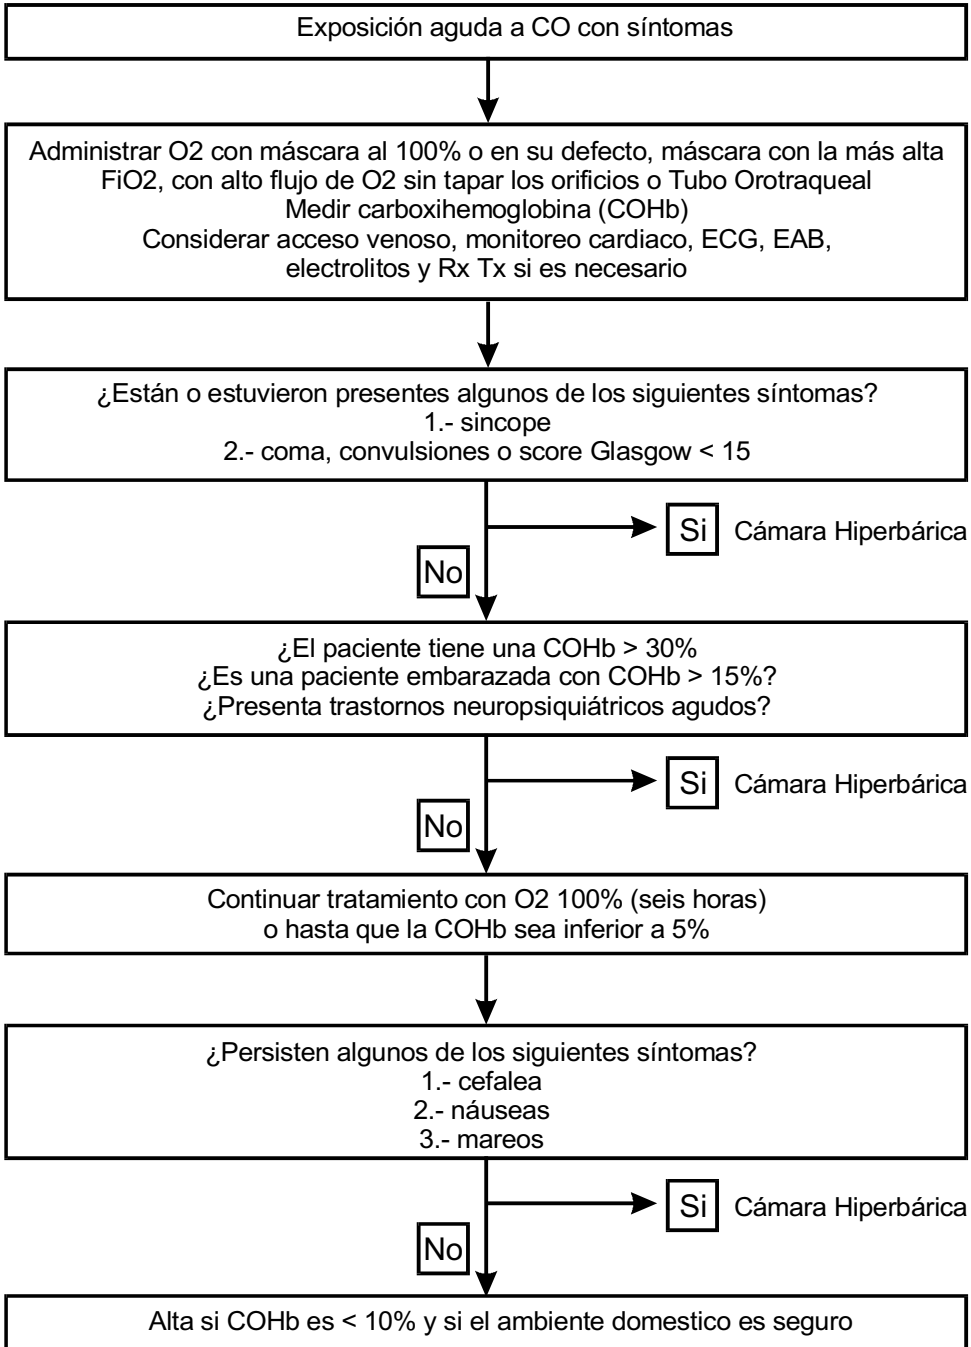 Exposición aguda a CO con síntomas
Administrar O2 con máscara al 100% o en su defecto, máscara con la más alta
FiO2, con alto flujo de O2 sin tapar los orificios o Tubo Orotraqueal
Medir carboxihemoglobina (COHb)
Considerar acceso venoso, monitoreo cardiaco, ECG, EAB,
electrolitos y Rx Tx si es necesario
¿Están o estuvieron presentes algunos de los siguientes síntomas?
1.- sincope
2.- coma, convulsiones o score Glasgow < 15
Si Cámara Hiperbárica
No
¿El paciente tiene una COHb > 30%
¿Es una paciente embarazada con COHb > 15%?
¿Presenta trastornos neuropsiquiátricos agudos?
Si Cámara Hiperbárica
No
Continuar tratamiento con O2 100% (seis horas)
o hasta que la COHb sea inferior a 5%
¿Persisten algunos de los siguientes síntomas?
1.- cefalea
2.- náuseas
3.- mareos
Si Cámara Hiperbárica
No
Alta si COHb es < 10% y si el ambiente domestico es seguro